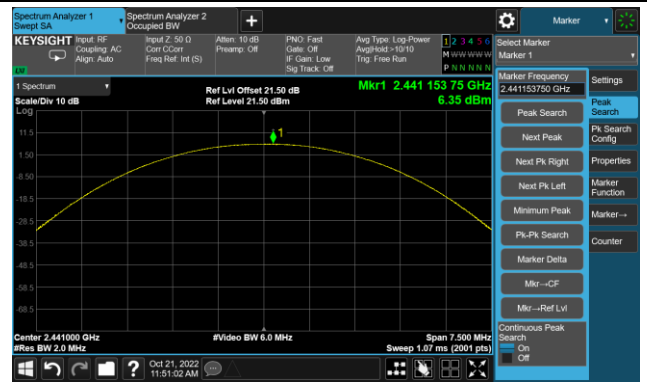 Spectrum Analyzer 1
Swept SA
Spectrum Analyzer 2
Occupied BW
Marker
KEYSIGHT
Input: RF
Coupling: AC
Align: Auto
Input Z: 50 Ω
Corr CCorr
Freq Ref: Int (S)
Atten: 10 dB
Preamp: Off
PNO: Fast
Gate: Off
IF Gain: Low
Sig Track: Off
Avg Type: Log-Power
Avg|Hold:>10/10
Trig: Free Run
1 2 3 4 5 6
M W W W W W
P N N N N N
LW
Select Marker
Marker 1
1 Spectrum
Scale/Div 10 dB
Log
Ref Lvl Offset 21.50 dB
Ref Level 21.50 dBm
Mkr1 2.441 153 75 GHz
6.35 dBm
1
11.5
1.50
-8.50
-18.5
-28.5
-38.5
-48.5
-58.5
-68.5
Center 2.441000 GHz
#Res BW 2.0 MHz
#Video BW 6.0 MHz
Span 7.500 MHz
Sweep 1.07 ms (2001 pts)
Marker Frequency
2.441153750 GHz
Peak Search
Next Peak
Next Pk Right
Next Pk Left
Minimum Peak
Pk-Pk Search
Marker Delta
Mkr→CF
Mkr→Ref Lvl
Continuous Peak
Search
On
Off
Settings
Peak
Search
Pk Search
Config
Properties
Marker
Function
Marker→
Counter
?
Oct 21, 2022
11:51:02 AM